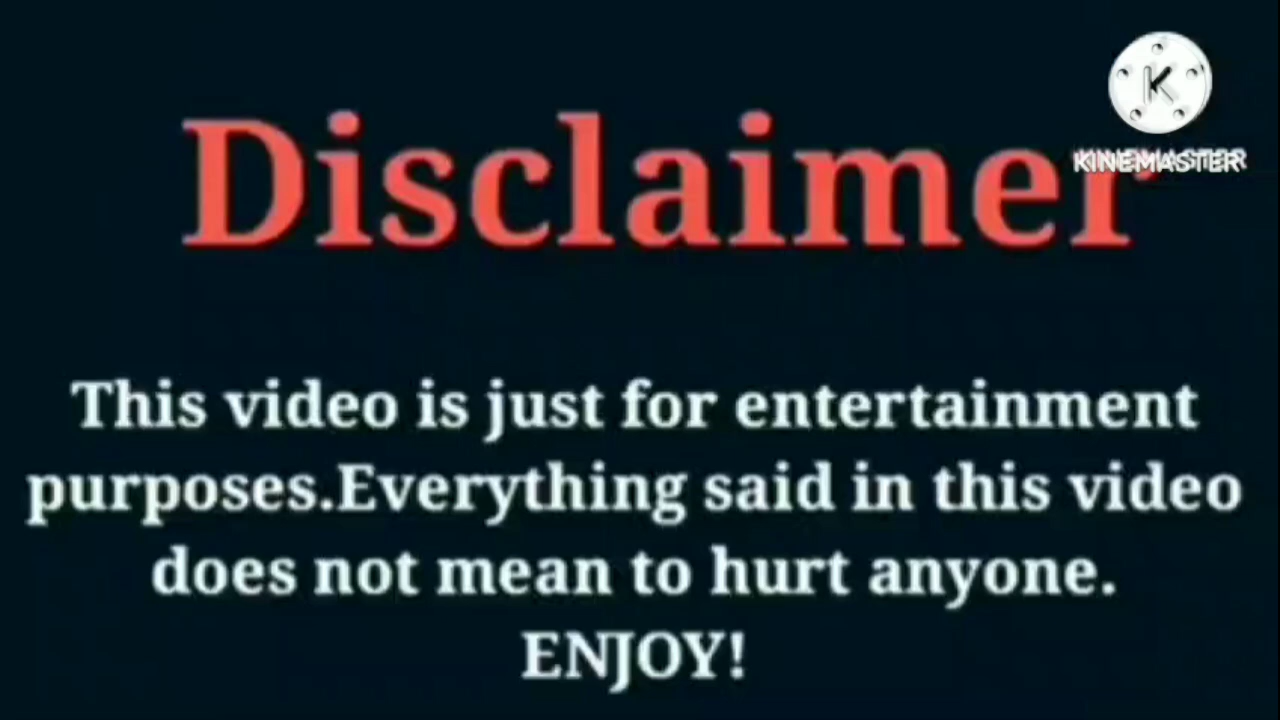 K
KINEMASTER
Disclaimer
This video is just for entertainment
purposes.Everything said in this video
does not mean to hurt anyone.
ENJOY!